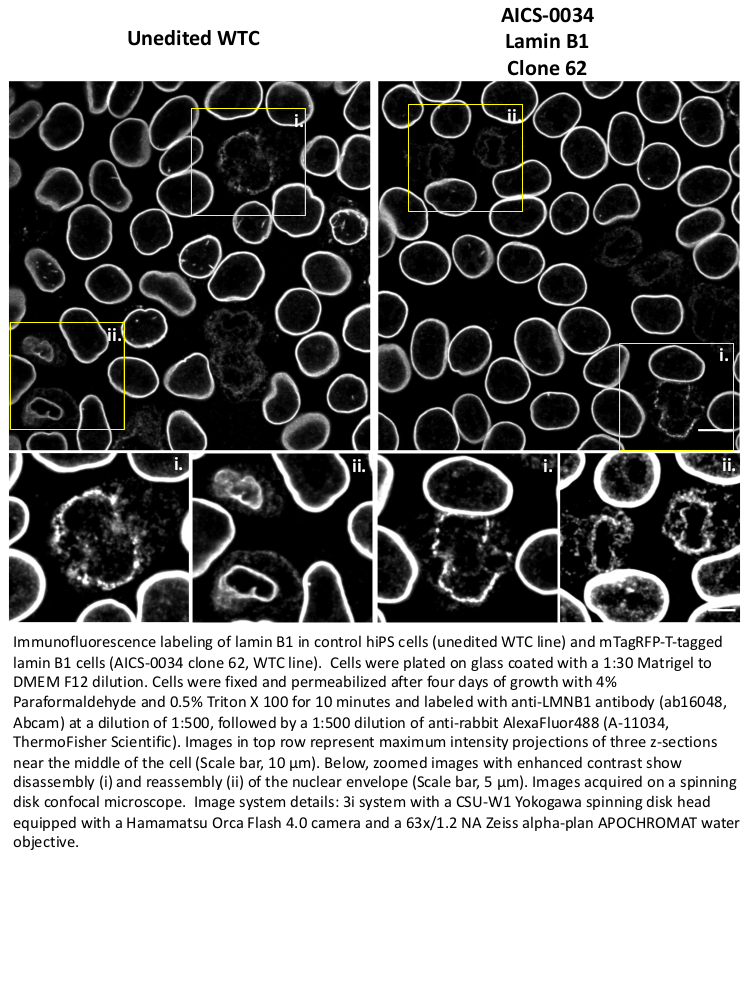 Unedited WTC
AICS-0034
Lamin B1
Clone 62
i.
ii.
ii.
i.
i.
ii.
i.
ii.
Immunofluorescence labeling of lamin B1 in control hiPS cells (unedited WTC line) and mTagRFP-T-tagged
lamin B1 cells (AICS-0034 clone 62, WTC line).  Cells were plated on glass coated with a 1:30 Matrigel to
DMEM F12 dilution. Cells were fixed and permeabilized after four days of growth with 4%
Paraformaldehyde and 0.5% Triton X 100 for 10 minutes and labeled with anti-LMNB1 antibody (ab16048,
Abcam) at a dilution of 1:500, followed by a 1:500 dilution of anti-rabbit AlexaFluor488 (A-11034,
ThermoFisher Scientific). Images in top row represent maximum intensity projections of three z-sections
near the middle of the cell (Scale bar, 10 μm). Below, zoomed images with enhanced contrast show
disassembly (i) and reassembly (ii) of the nuclear envelope (Scale bar, 5 μm). Images acquired on a spinning
disk confocal microscope.  Image system details: 3i system with a CSU-W1 Yokogawa spinning disk head
equipped with a Hamamatsu Orca Flash 4.0 camera and a 63x/1.2 NA Zeiss alpha-plan APOCHROMAT water
objective.